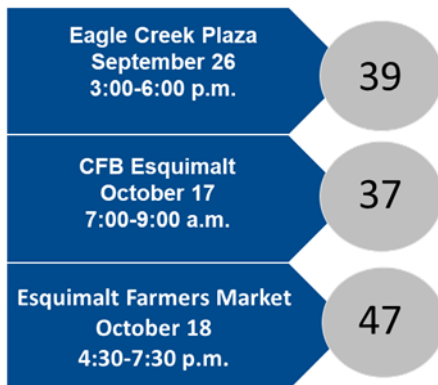 Eagle Creek Plaza
September 26
3:00-6:00 p.m.
39
CFB Esquimalt
October 17
7:00-9:00 a.m.
37
Esquimalt Farmers Market
October 18
4:30-7:30 p.m.
47